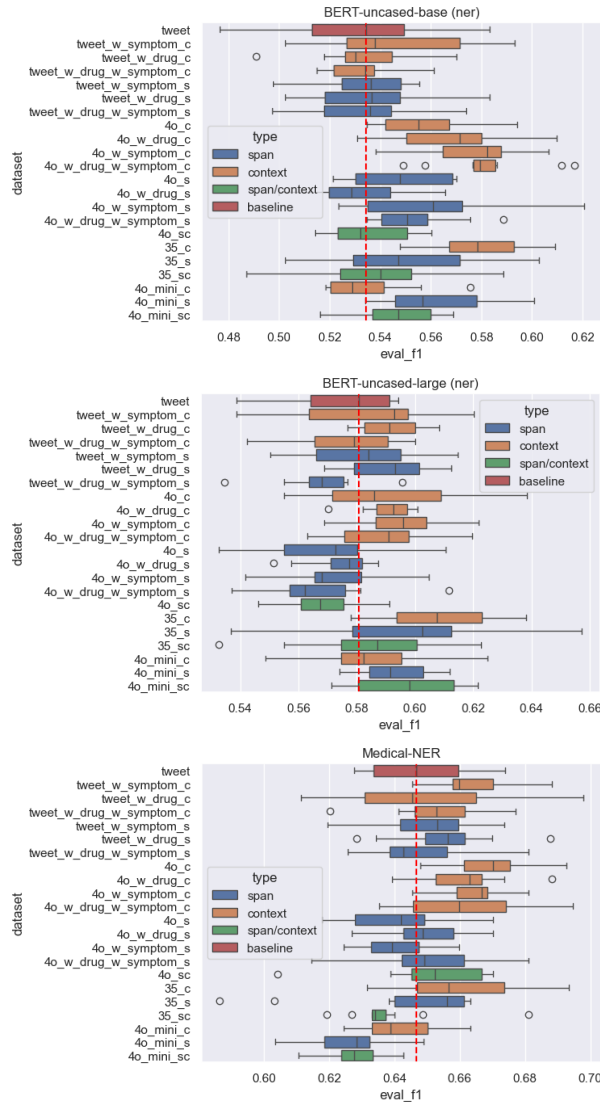 BERT-uncased-base (ner)
tweet
tweet_w_symptom_c
tweet_w_drug_c
tweet_w_drug_w_symptom_c
tweet_w_symptom_s
tweet_w_drug_s
tweet_w_drug_w_symptom_s
4o_c
4o_w_drug_c
4o_w_symptom_c
4o_w_drug_w_symptom_c
4o_s
4o_w_drug_s
4o_w_symptom_s
4o_w_drug_w_symptom_s
4o_sc
35_c
35_s
35_sc
4o_mini_c
4o_mini_s
4o_mini_sc
dataset
type
span
context
span/context
baseline
0.48 0.50 0.52 0.54 0.56 0.58 0.60 0.62
eval_f1
BERT-uncased-large (ner)
tweet
tweet_w_symptom_c
tweet_w_drug_c
tweet_w_drug_w_symptom_c
tweet_w_symptom_s
tweet_w_drug_s
tweet_w_drug_w_symptom_s
4o_c
4o_w_drug_c
4o_w_symptom_c
4o_w_drug_w_symptom_c
4o_s
4o_w_drug_s
4o_w_symptom_s
4o_w_drug_w_symptom_s
4o_sc
35_c
35_s
35_sc
4o_mini_c
4o_mini_s
4o_mini_sc
dataset
type
span
context
span/context
baseline
0.54 0.56 0.58 0.60 0.62 0.64 0.66
eval_f1
Medical-NER
tweet
tweet_w_symptom_c
tweet_w_drug_c
tweet_w_drug_w_symptom_c
tweet_w_symptom_s
tweet_w_drug_s
tweet_w_drug_w_symptom_s
4o_c
4o_w_drug_c
4o_w_symptom_c
4o_w_drug_w_symptom_c
4o_s
4o_w_drug_s
4o_w_symptom_s
4o_w_drug_w_symptom_s
4o_sc
35_c
35_s
35_sc
4o_mini_c
4o_mini_s
4o_mini_sc
dataset
type
span
context
span/context
baseline
0.60 0.62 0.64 0.66 0.68 0.70
eval_f1